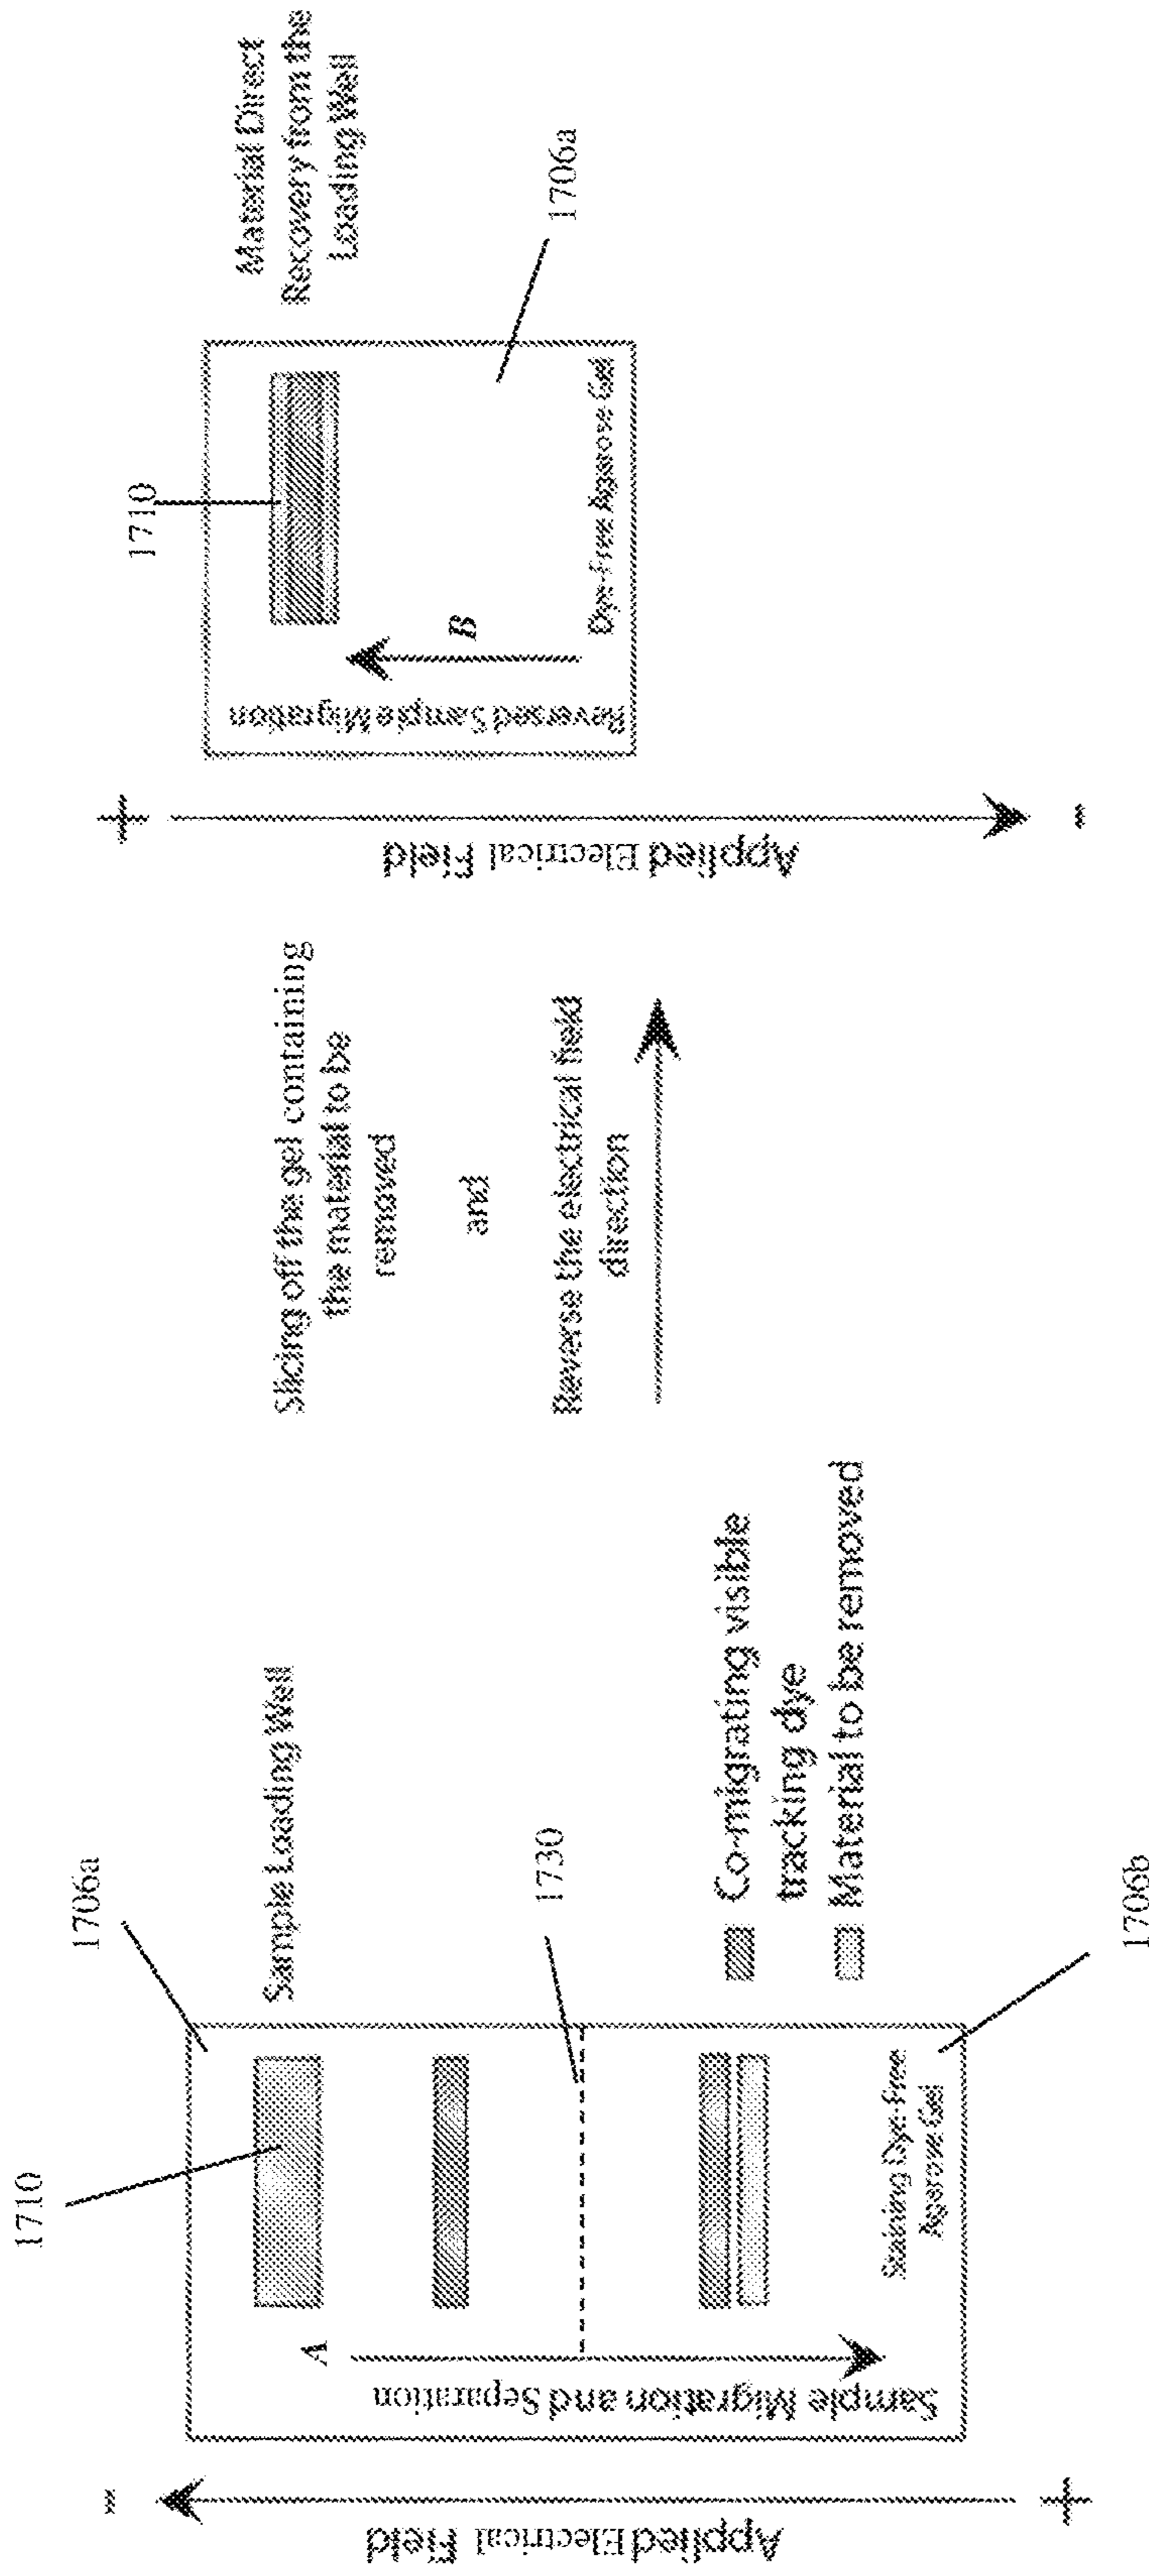 Applied Electrical Field
-
+
Sample Migration and Separation
A
1710
1706a
Sample Loading Well
1730
Staining Dye-Free
Agarose Gel
1706b
Co-migrating visible
tracking dye
Material to be removed
Slicing off the gel containing
the material to be
removed
and
Reverse the electrical field
direction
Applied Electrical Field
+
-
Reversed Sample Migration
B
1710
Dye-Free Agarose Gel
1706a
Material Direct
Recovery from the
Loading Well